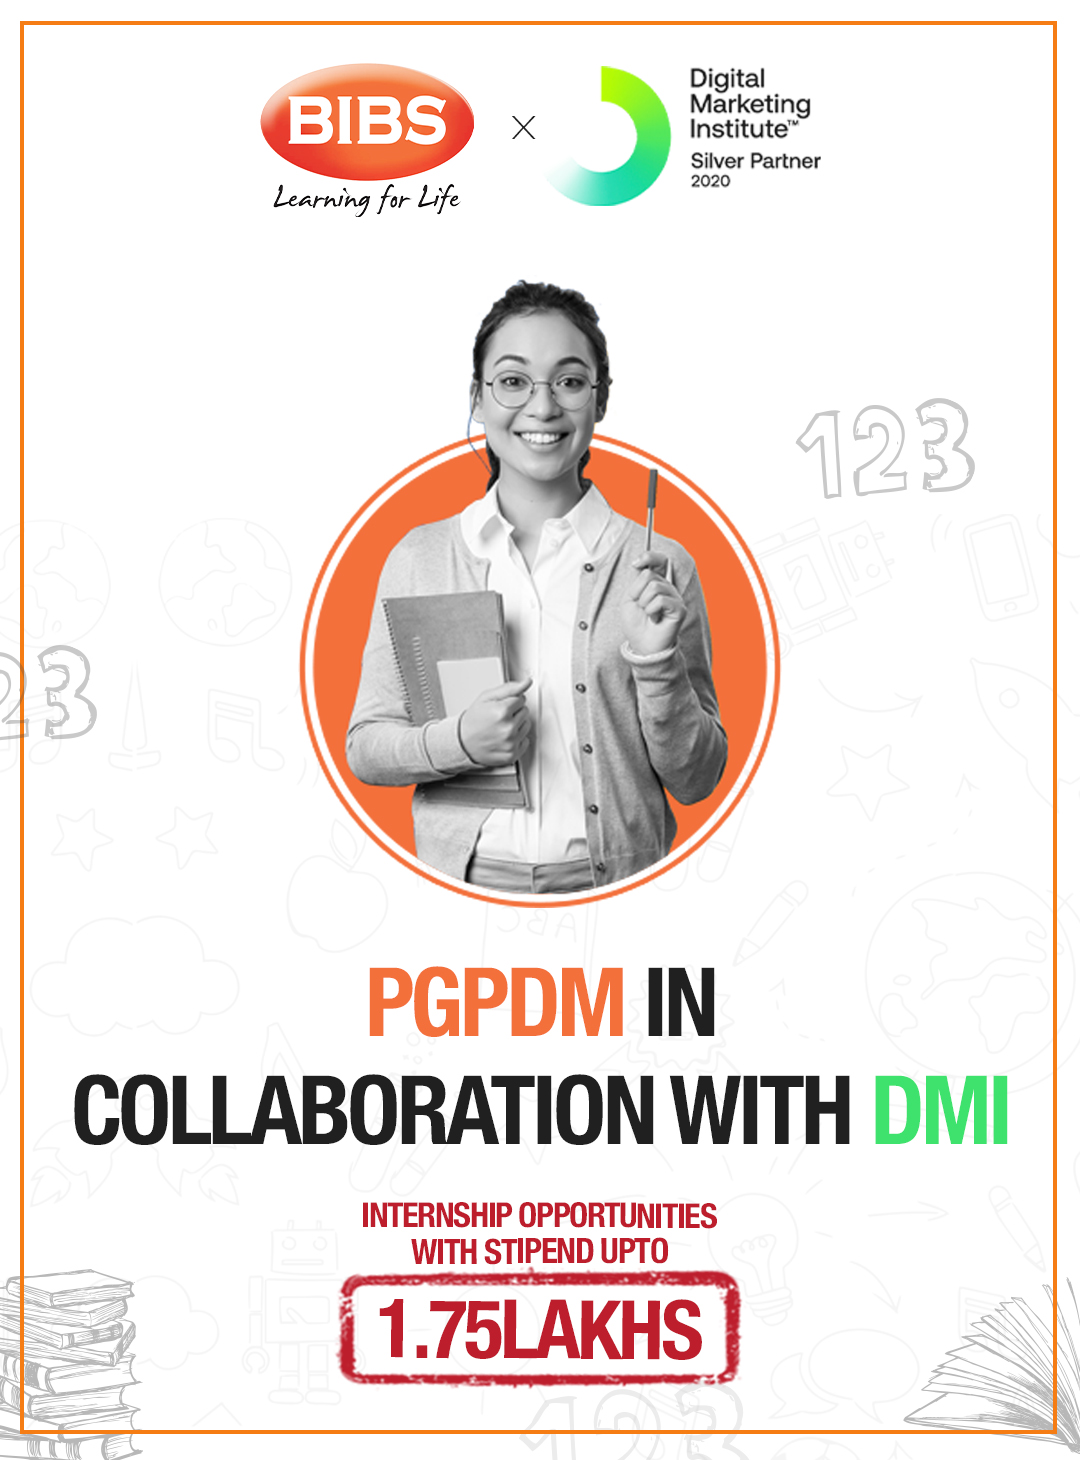 BIBS
Learning for Life
X
Digital
Marketing
Institute™
Silver Partner
2020
123
23
PGPDM IN
COLLABORATION WITH DMI
INTERNSHIP OPPORTUNITIES
WITH STIPEND UPTO
1.75LAKHS
123